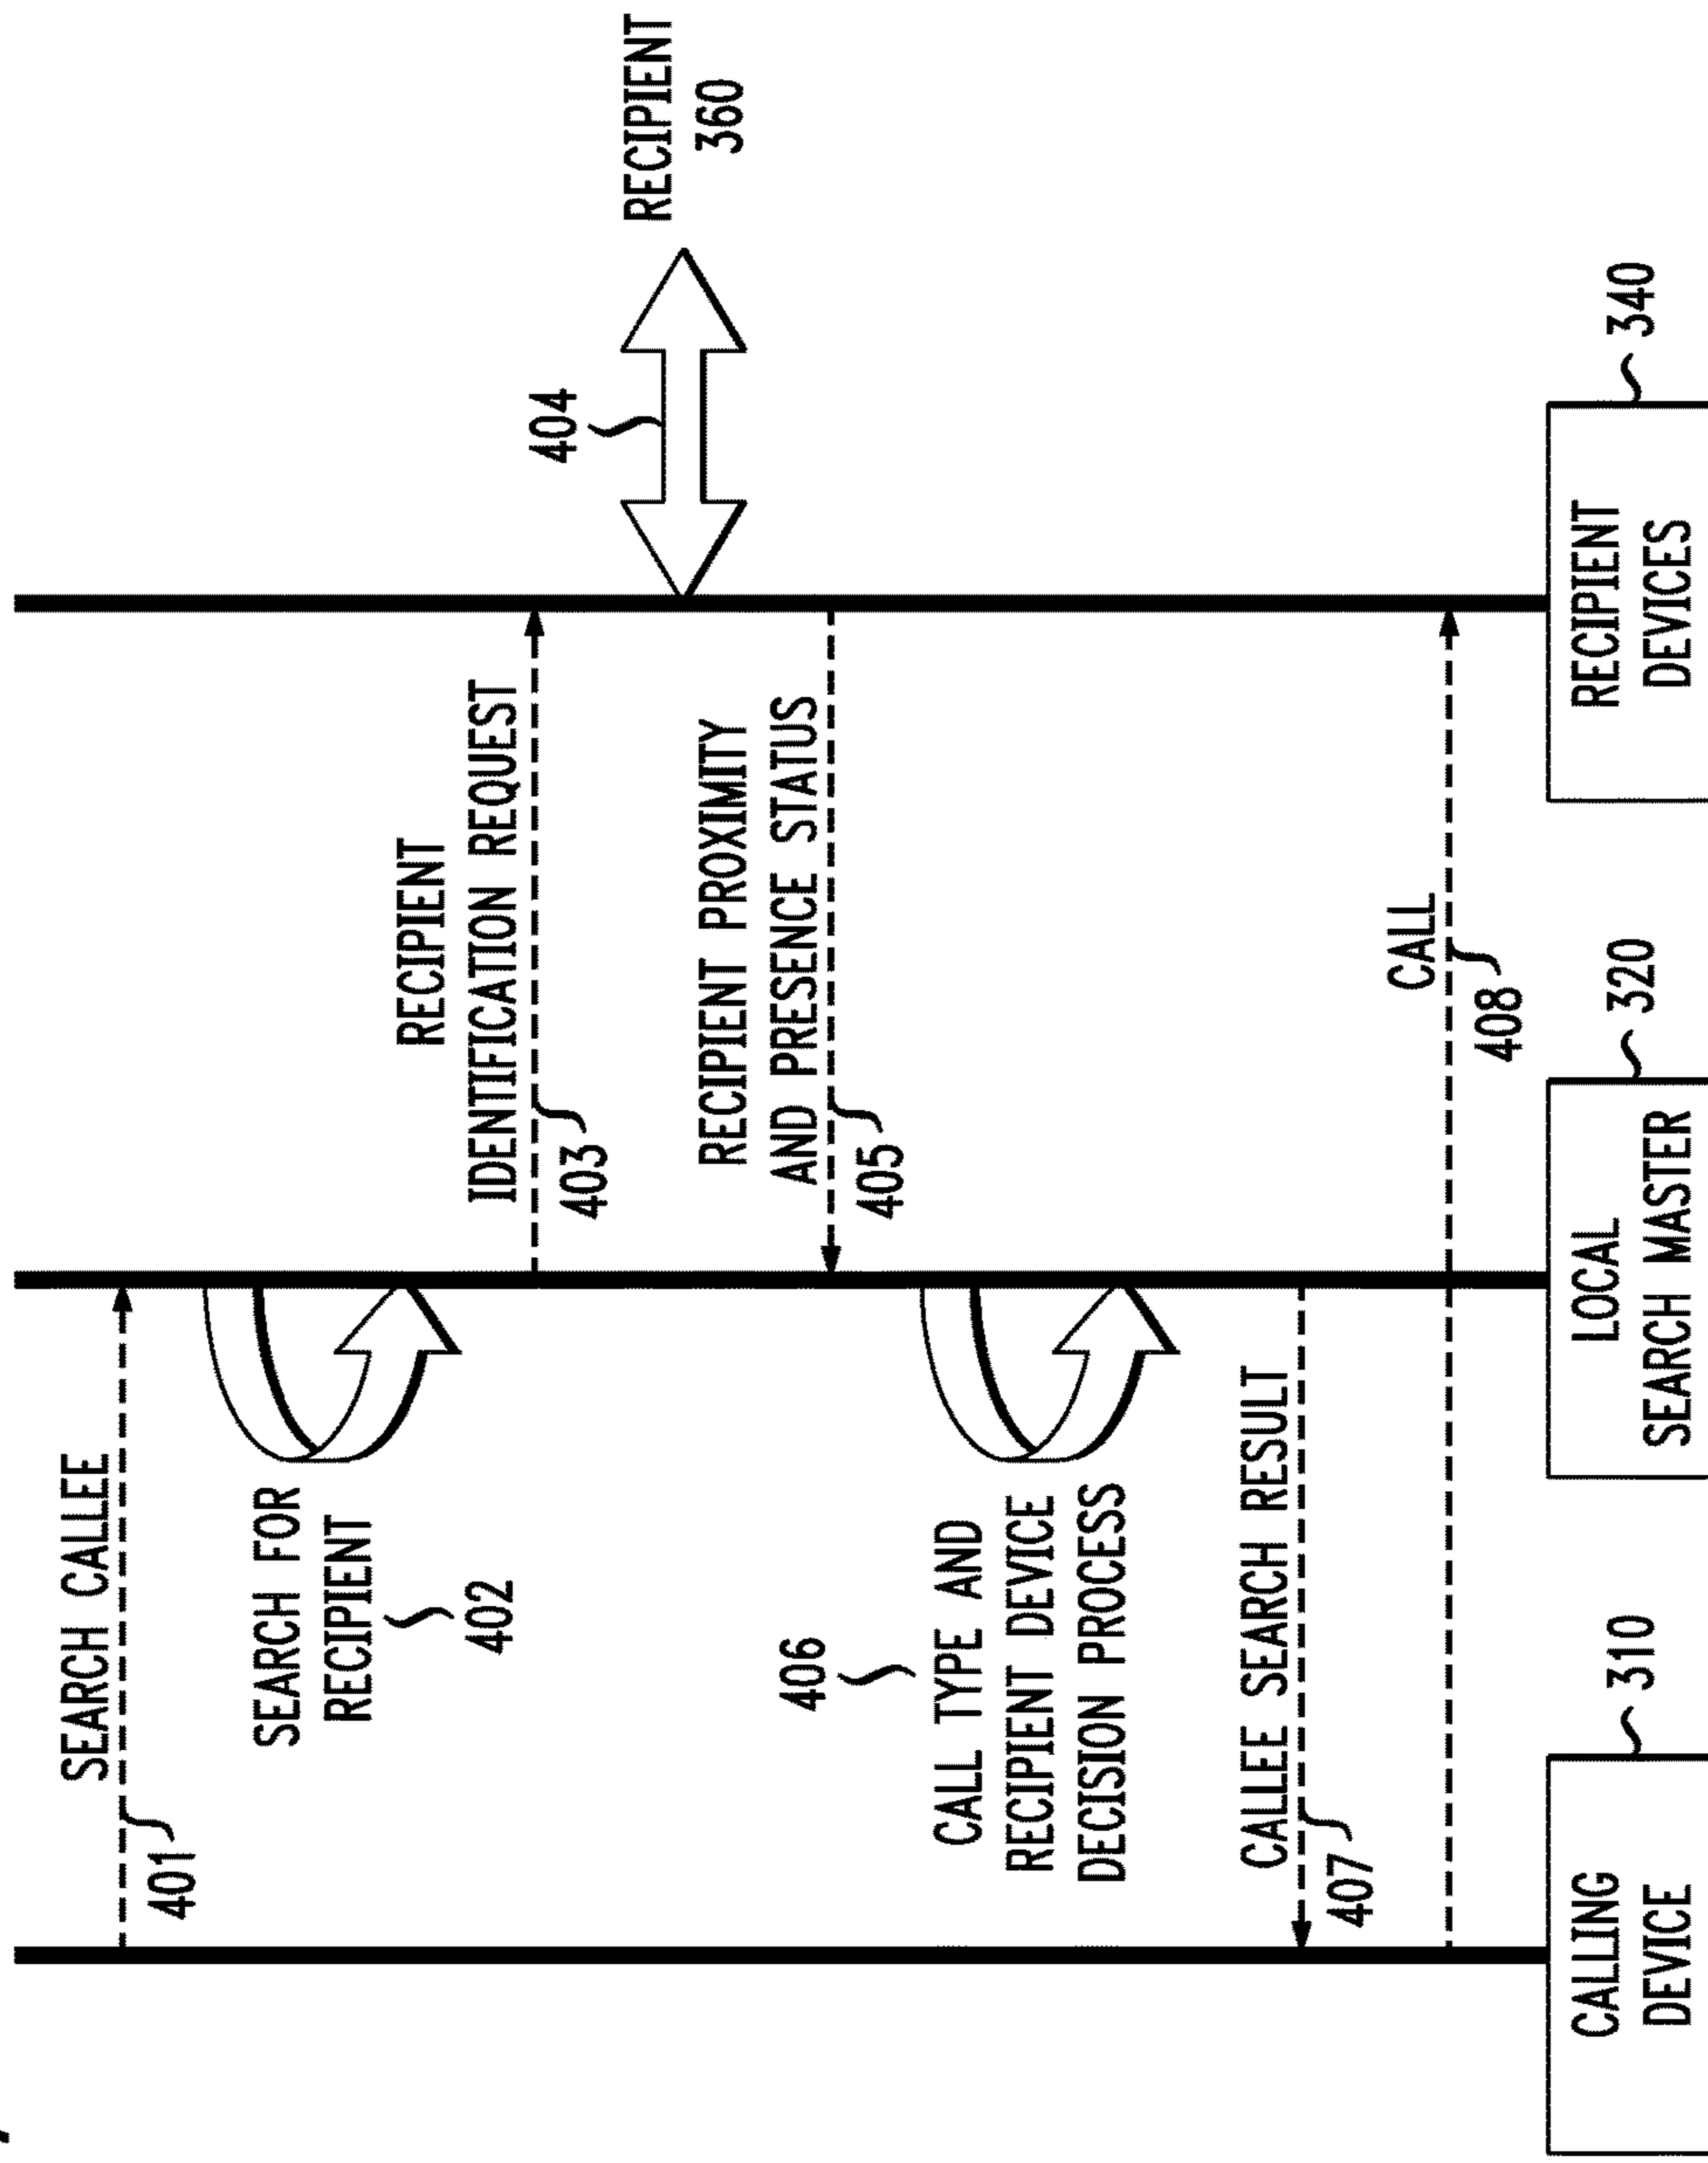 SEARCH CALLEE
401
SEARCH FOR
RECIPIENT
402
RECIPIENT
IDENTIFICATION REQUEST
403
404
RECIPIENT
360
RECIPIENT PROXIMITY
AND PRESENCE STATUS
405
406
CALL TYPE AND
RECIPIENT DEVICE
DECISION PROCESS
CALLEE SEARCH RESULT
407
CALL
408
CALLING
DEVICE
310
LOCAL
SEARCH MASTER
320
RECIPIENT
DEVICES
340